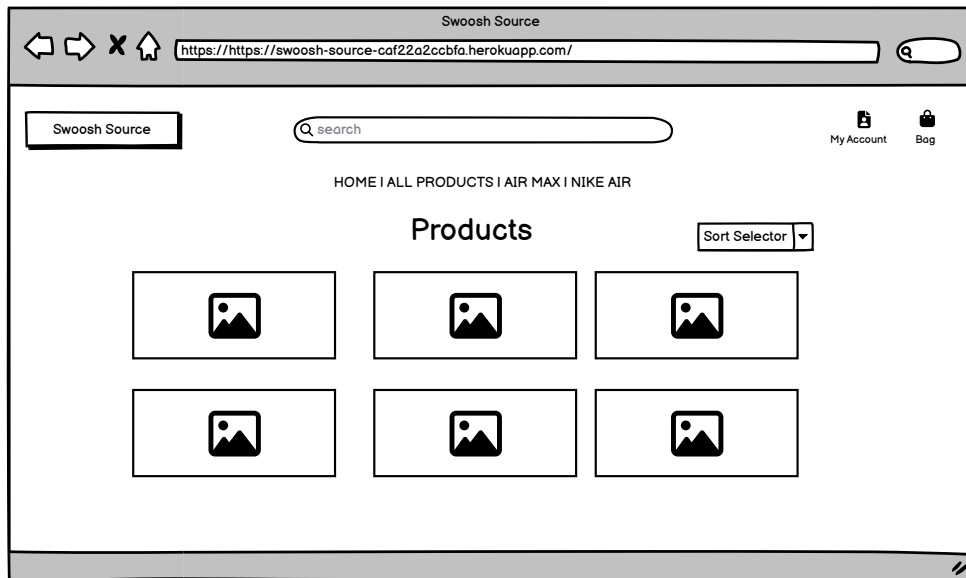 Swoosh Source
https://https://swoosh-source-caf22a2ccbfa.herokuapp.com/
Swoosh Source
search
My Account
Bag
HOME I ALL PRODUCTS I AIR MAX I NIKE AIR
Products
Sort Selector